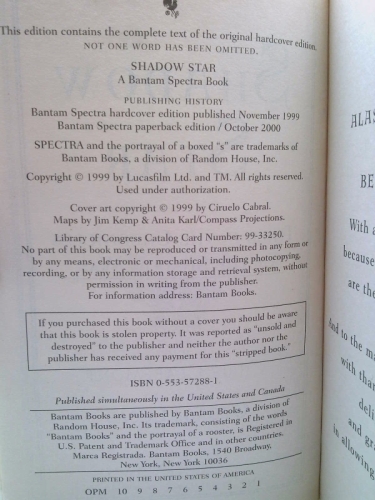 This edition contains the complete text of the original hardcover edition.
NOT ONE WORD HAS BEEN OMITTED.
SHADOW STAR
A Bantam Spectra Book
PUBLISHING HISTORY
Bantam Spectra hardcover edition published November 1999
Bantam Spectra paperback edition / October 2000
SPECTRA and the portrayal of a boxed "s" are trademarks of
Bantam Books, a division of Random House, Inc.
Copyright © 1999 by Lucasfilm Ltd. and TM. All rights reserved.
Used under authorization.
Cover art copyright © 1999 by Ciruelo Cabral.
Maps by Jim Kemp & Anita Karl/Compass Projections.
Library of Congress Catalog Card Number: 99-33250.
No part of this book may be reproduced or transmitted in any form or
by any means, electronic or mechanical, including photocopying,
recording, or by any information storage and retrieval system, without
permission in writing from the publisher.
For information address: Bantam Books.
If you purchased this book without a cover you should be aware
that this book is stolen property. It was reported as "unsold and
destroyed" to the publisher and neither the author nor the
publisher has received any payment for this "stripped book."
ISBN 0-553-57288-1
Published simultaneously in the United States and Canada
Bantam Books are published by Bantam Books, a division of
Random House, Inc. Its trademark, consisting of the words
"Bantam Books" and the portrayal of a rooster, is Registered in
U.S. Patent and Trademark Office and in other countries.
Marca Registrada. Bantam Books, 1540 Broadway,
New York, New York 10036
PRINTED IN THE UNITED STATES OF AMERICA
OPM 10 9 8 7 6 5 4 3 2 1
ALAS
BE
With a
because
are the
And to the ma
with than
deli
and gra
in allowing